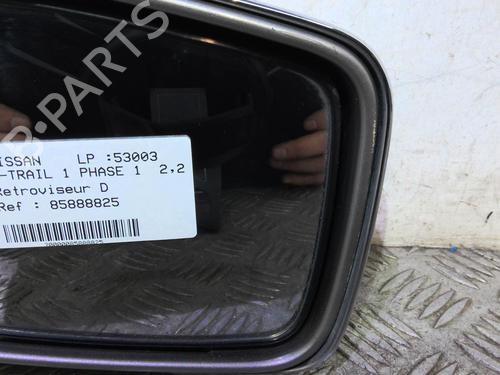 B-PARTS
ISSAN LP :53003
-TRAIL 1 PHASE 1 2,2
Retroviseur D
Ref : 85888825